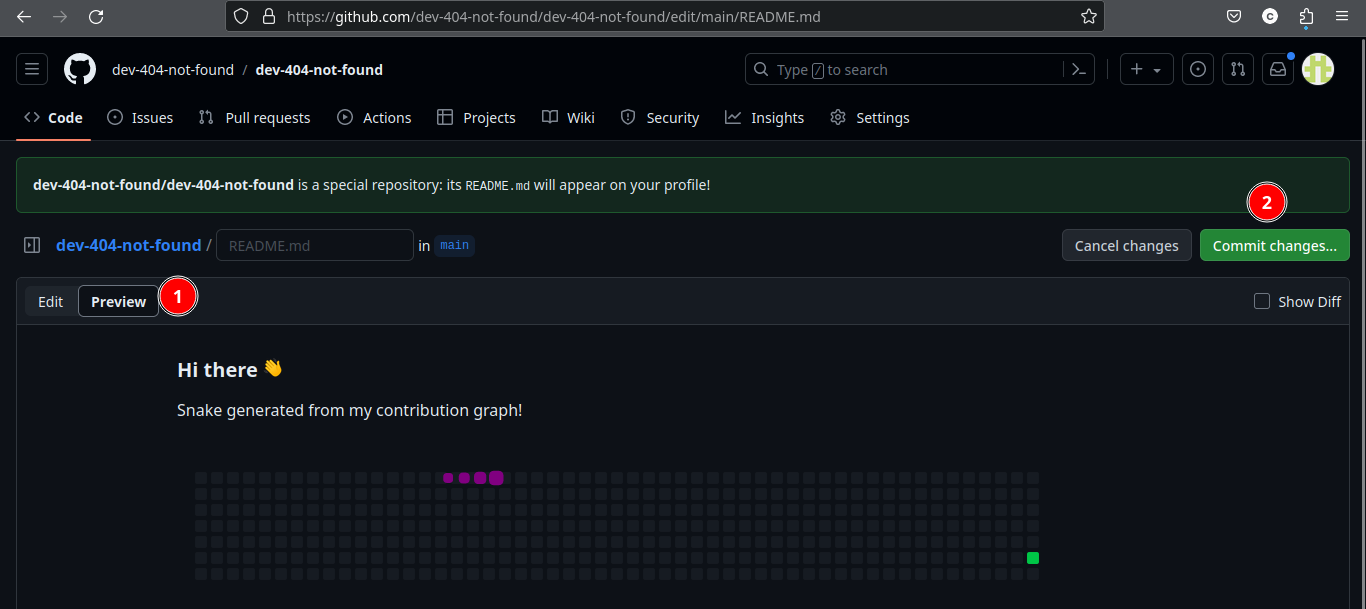 https://github.com/dev-404-not-found/dev-404-not-found/edit/main/README.md
C
dev-404-not-found / dev-404-not-found
Type / to search
Code Issues Pull requests Actions Projects Wiki Security Insights Settings
dev-404-not-found/dev-404-not-found is a special repository: its README.md will appear on your profile!
2
dev-404-not-found / README.md in main
Cancel changes Commit changes...
Edit Preview 1
Show Diff
Hi there 👋
Snake generated from my contribution graph!